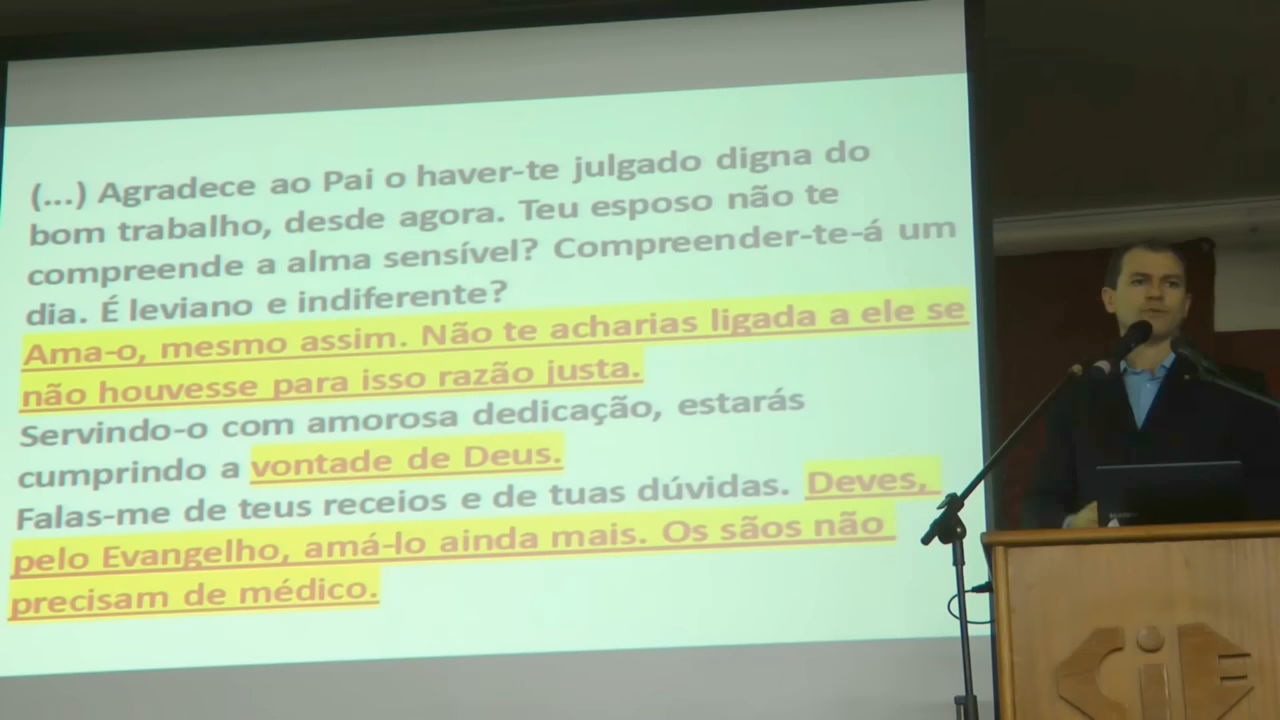 (...) Agradece ao Pai o haver-te julgado digna do
bom trabalho, desde agora. Teu esposo não te
compreende a alma sensível? Compreender-te-á um
dia. É leviano e indiferente?
Ama-o, mesmo assim. Não te acharias ligada a ele se
não houvesse para isso razão justa.
Servindo-o com amorosa dedicação, estarás
cumprindo a vontade de Deus.
Falas-me de teus receios e de tuas dúvidas. Deves,
pelo Evangelho, amá-lo ainda mais. Os sãos não
precisam de médico.
CiE